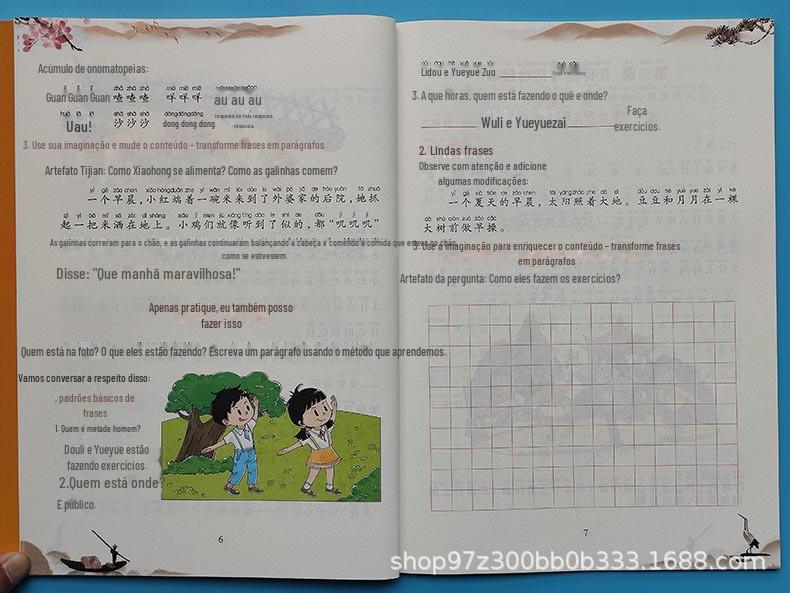 Acúmulo de onomatopeias:
Guan Guan Guan 喳喳喳 咩咩咩 au au au
Uau! 沙沙沙 dong dong dong
3. Use sua imaginação e mude o conteúdo – transforme frases em parágrafos
Artefato Tijian: Como Xiaohong se alimenta? Como as galinhas comem?
一个早晨，小红端着一碗米来到了外婆家的后院，她抓
起一把米洒在地上。小鸡们就像听到了似的，都“叽叽叽”
As galinhas correram para o chão, e as galinhas continuaram balançando a cabeça e comendo a comida que estava no chão,
como se estivessem
Disse: "Que manhã maravilhosa!"
Apenas pratique, eu também posso
fazer isso
Quem está na foto? O que eles estão fazendo? Escreva um parágrafo usando o método que aprendemos.
Vamos conversar a respeito disso:
, padrões básicos de
frases
1. Quem é metade homem?
Douli e Yueyue estão
fazendo exercícios.
2.Quem está onde?
E público.
6
Lidou e Yueyue Zuo
3. A que horas, quem está fazendo o quê e onde?
Wuli e Yueyuezai
Faça
exercícios.
2. Lindas frases
Observe com atenção e adicione
algumas modificações:
一个夏天的早晨，太阳照着大地。豆豆和月月在一棵
大树前做早操。
3. Use a imaginação para enriquecer o conteúdo – transforme frases
em parágrafos
Artefato da pergunta: Como eles fazem os exercícios?
7
shop97z300bb0b333.1688.com